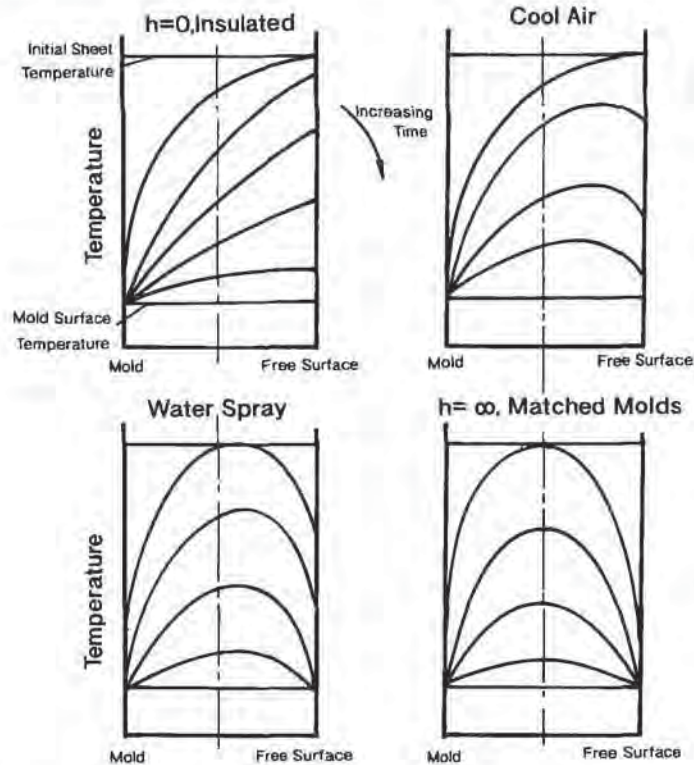 h=0,Insulated
Initial Sheet
Temperature
Temperature
Mold Surface
Temperature
Mold
Free Surface
Increasing
Time
Cool Air
Mold
Free Surface
Water Spray
Temperature
Mold
Free Surface
h= ∞, Matched Molds
Mold
Free Surface